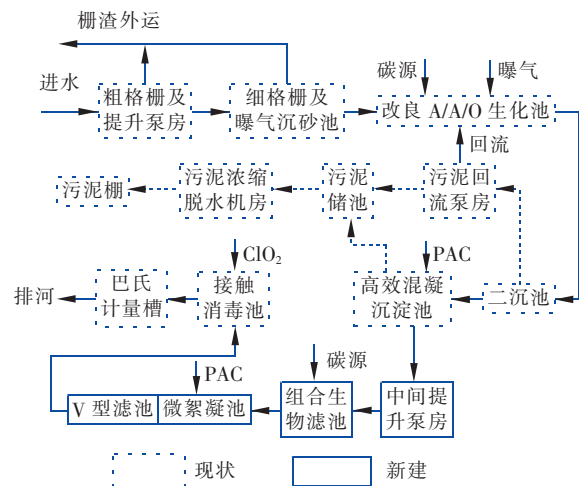 栅渣外运
进水
粗格栅及
提升泵房
细格栅及
曝气沉砂池
碳源
曝气
改良 A/A/O 生化池
回流
污泥棚
污泥浓缩
脱水机房
污泥
储池
污泥回
流泵房
ClO₂
PAC
排河
巴氏
计量槽
接触
消毒池
高效混凝
沉淀池
二沉池
PAC
碳源
V 型滤池
微絮凝池
组合生
物滤池
中间提
升泵房
现状
新建